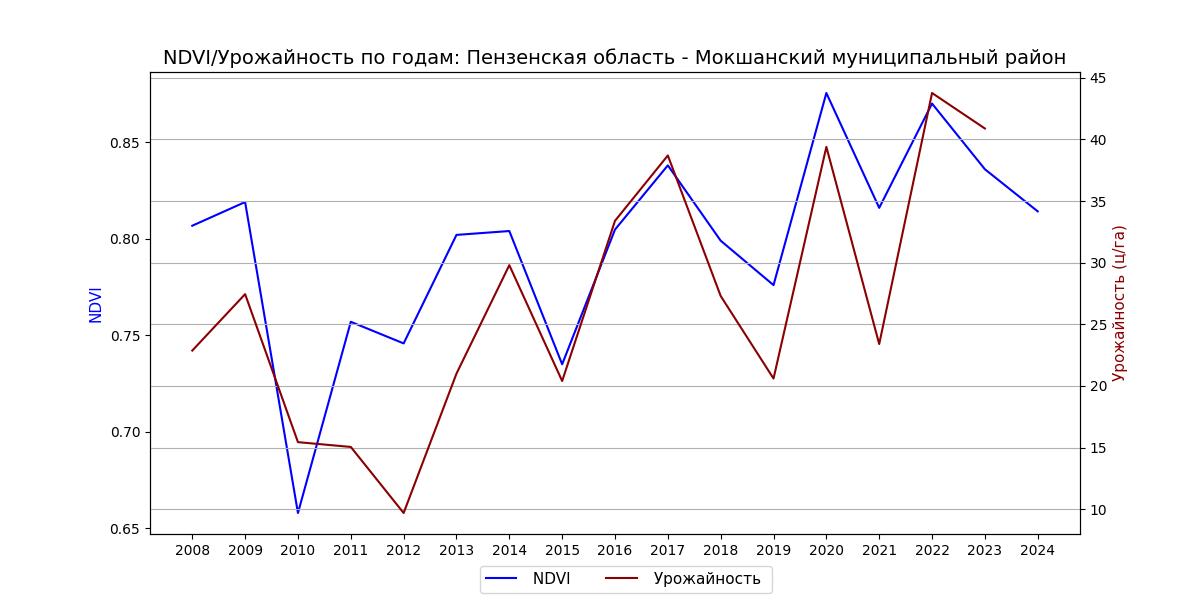 NDVI/Урожайность по годам: Пензенская область - Мокшанский муниципальный район
0.85
0.80
0.75
0.70
0.65
NDVI
45
40
35
30
25
20
15
10
Урожайность (ц/га)
2008 2009 2010 2011 2012 2013 2014 2015 2016 2017 2018 2019 2020 2021 2022 2023 2024
NDVI Урожайность